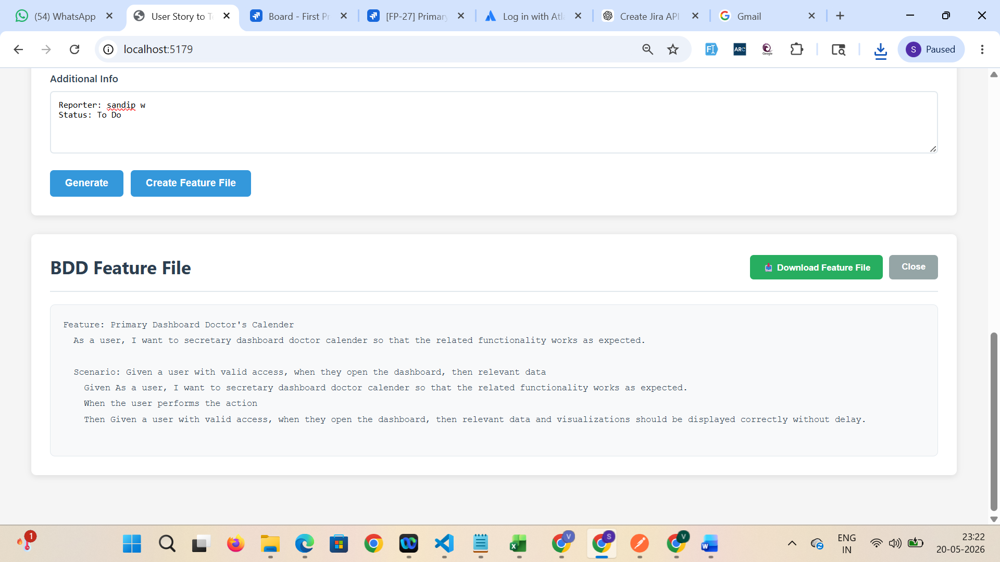 (54) WhatsApp
User Story to T
Board - First Pr
[FP-27] Primary
Log in with Atla
Create Jira API
Gmail
localhost:5179
FI
ARC
Qeagle
S
Paused
Additional Info
Reporter: sandip w
Status: To Do
Generate
Create Feature File
BDD Feature File
Download Feature File
Close
Feature: Primary Dashboard Doctor's Calender
As a user, I want to secretary dashboard doctor calender so that the related functionality works as expected.
Scenario: Given a user with valid access, when they open the dashboard, then relevant data
Given As a user, I want to secretary dashboard doctor calender so that the related functionality works as expected.
When the user performs the action
Then Given a user with valid access, when they open the dashboard, then relevant data and visualizations should be displayed correctly without delay.
1
V
S
V
ENG
IN
23:22
20-05-2026